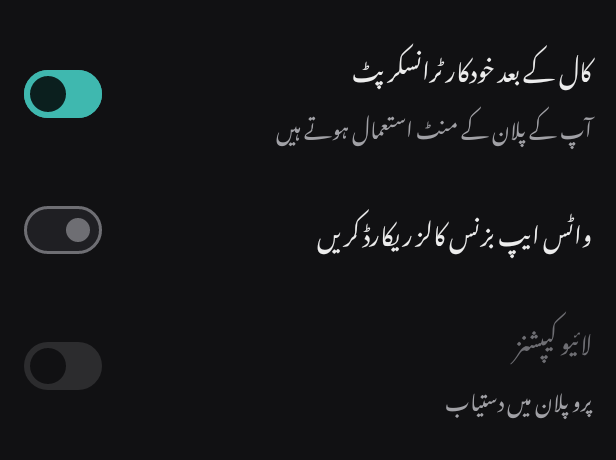 کال کے بعد خودکار ٹرانسکرپٹ
آپ کے پلان کے منٹ استعمال ہوتے ہیں
واٹس ایپ بزنس کالز ریکارڈ کریں
لائیو کیپشنز
پرو پلان میں دستیاب